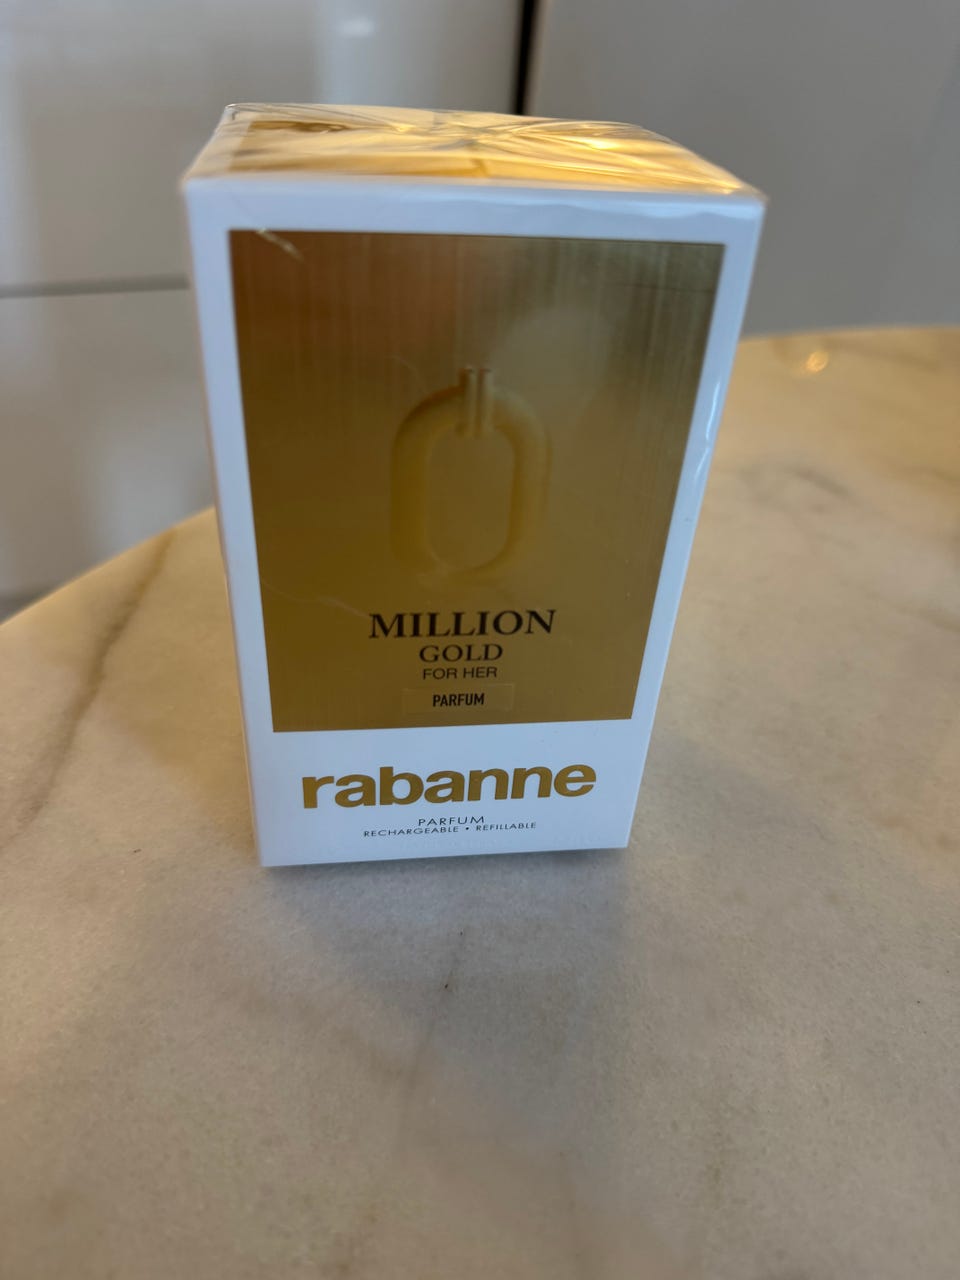 MILLION
GOLD
FOR HER
PARFUM
rabanne
PARFUM
RECHARGEABLE • REFILLABLE